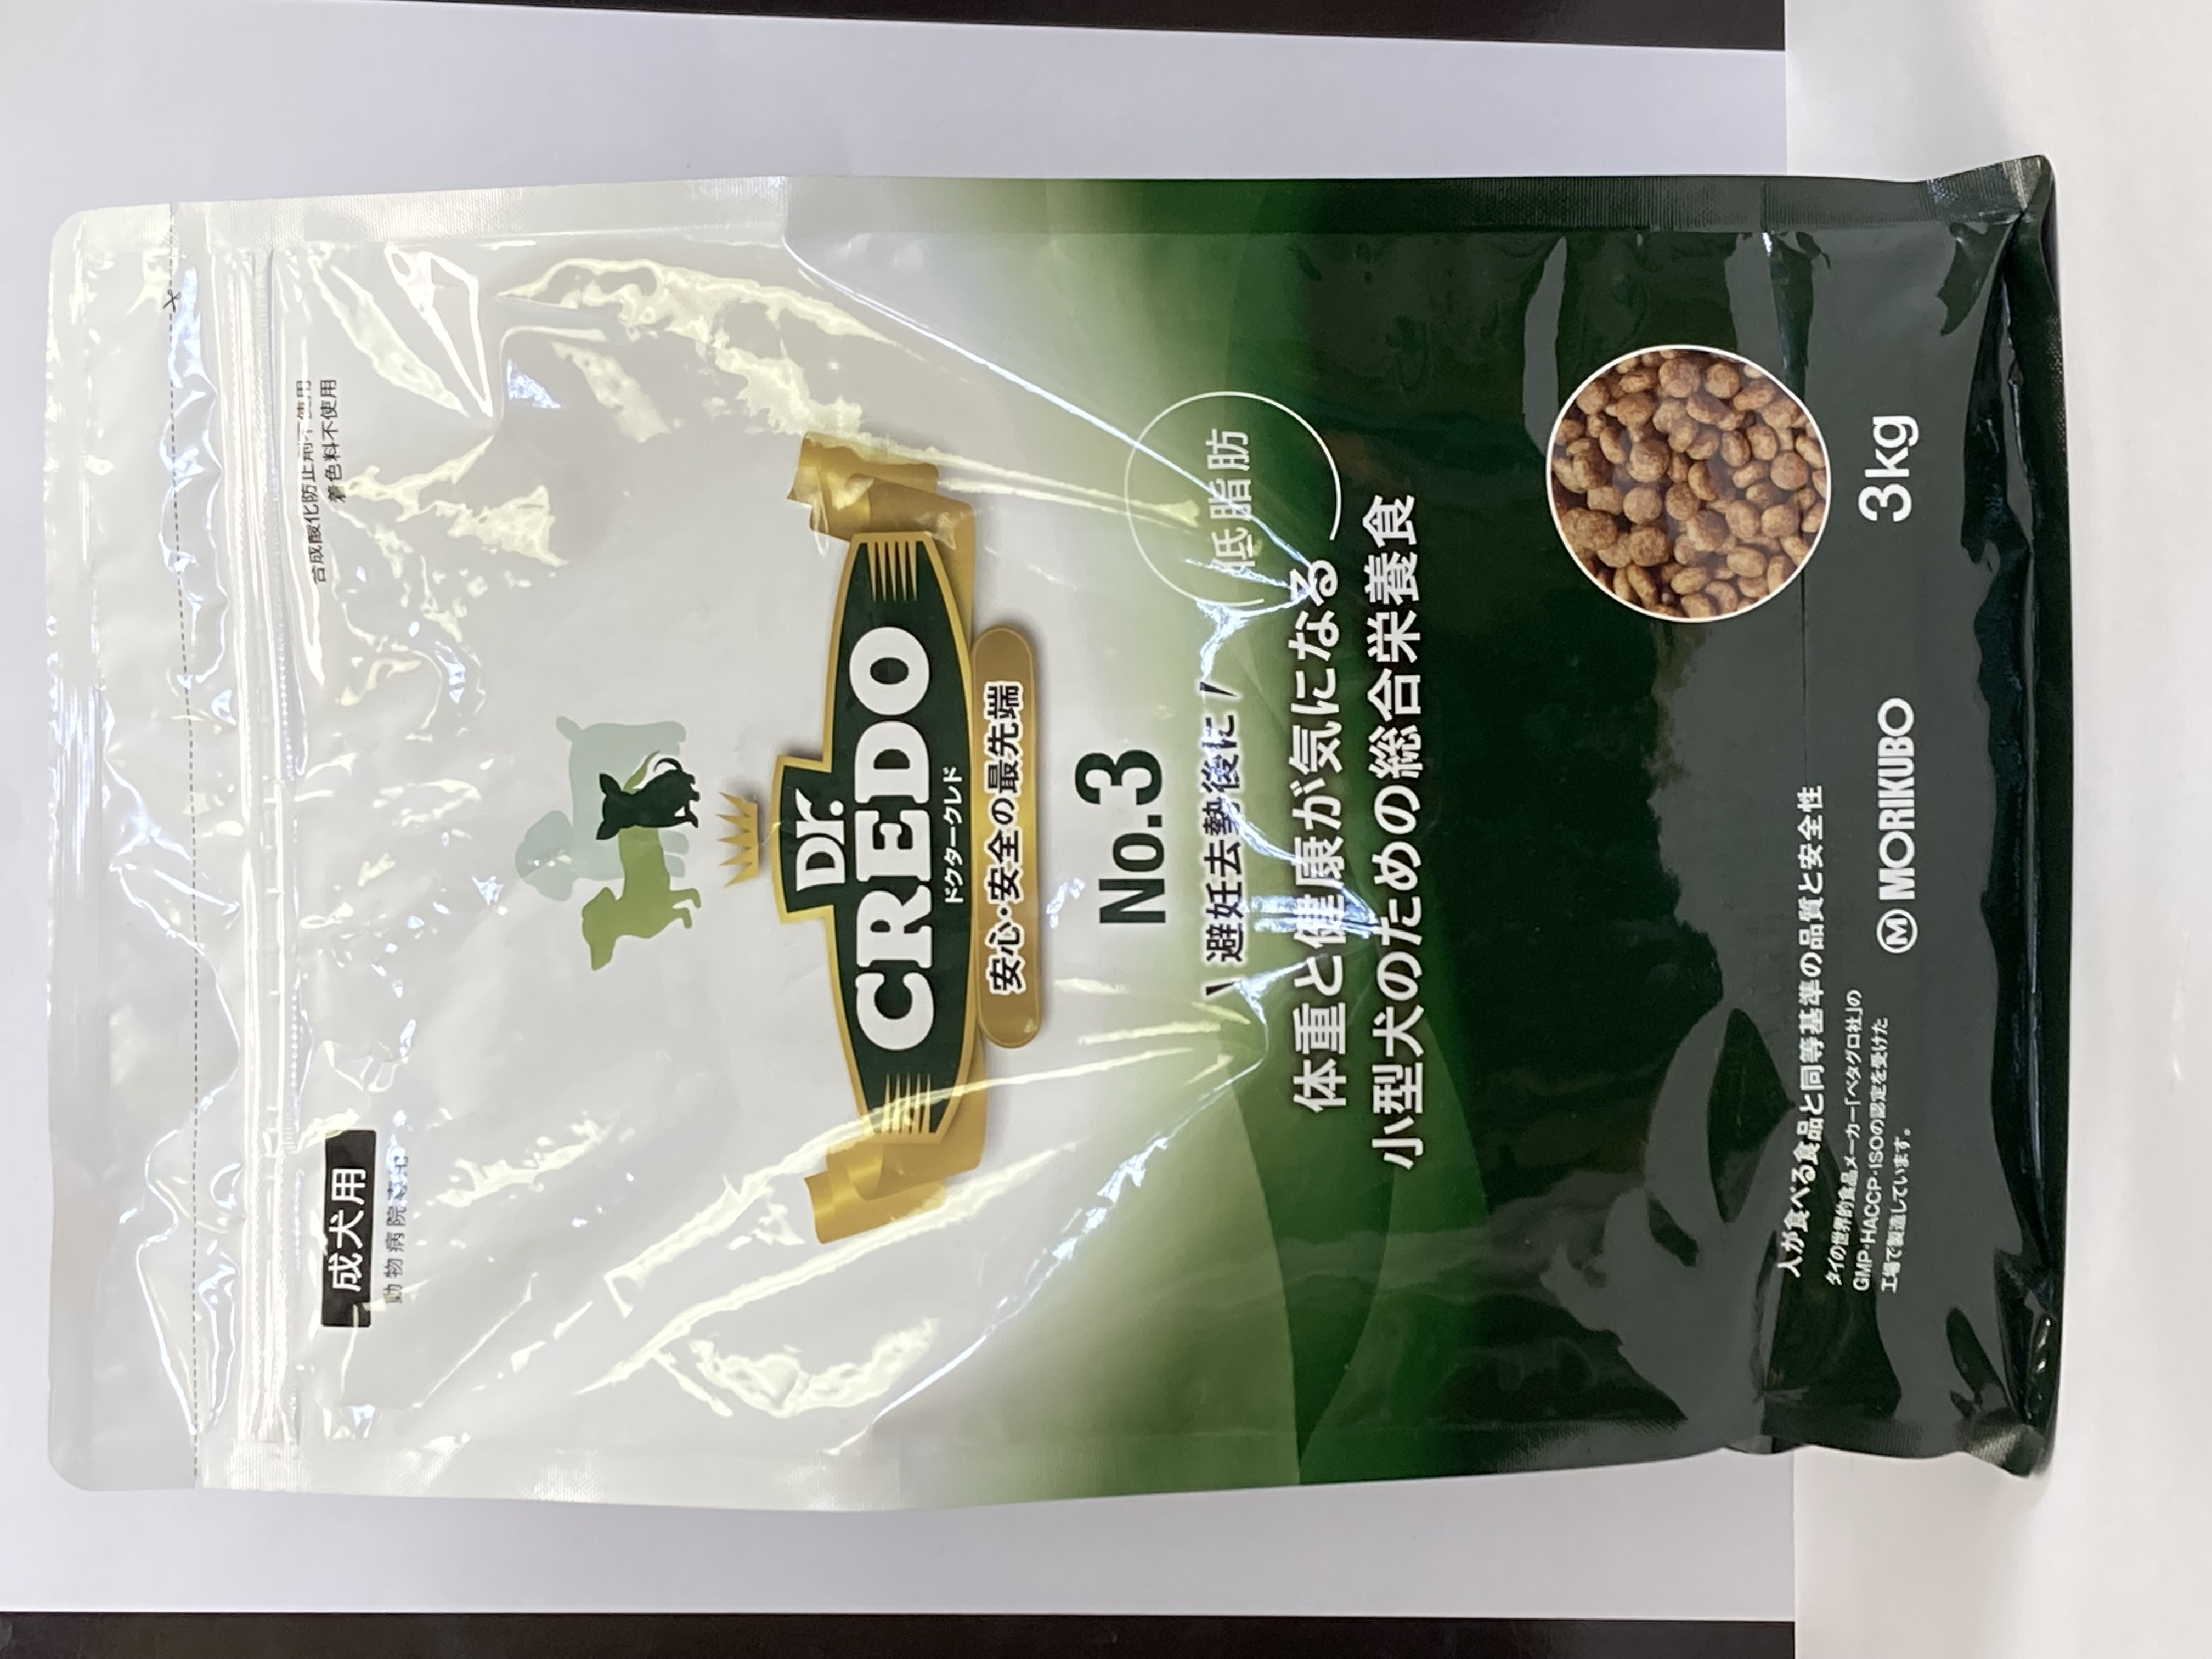 成犬用
動物病院専用
合成酸化防止剤不使用
着色料不使用
Dr.
CREDO
ドクタークレド
安心・安全の最先端
No.3
避妊去勢後に
低脂肪
体重と健康が気になる
小型犬のための総合栄養食
人が食べる食品と同等基準の品質と安全性
タイの世界的食品メーカー「ベタグロ社」の
GMP・HACCP・ISOの認定を受けた
工場で製造しています。
M MORIKUBO
3kg